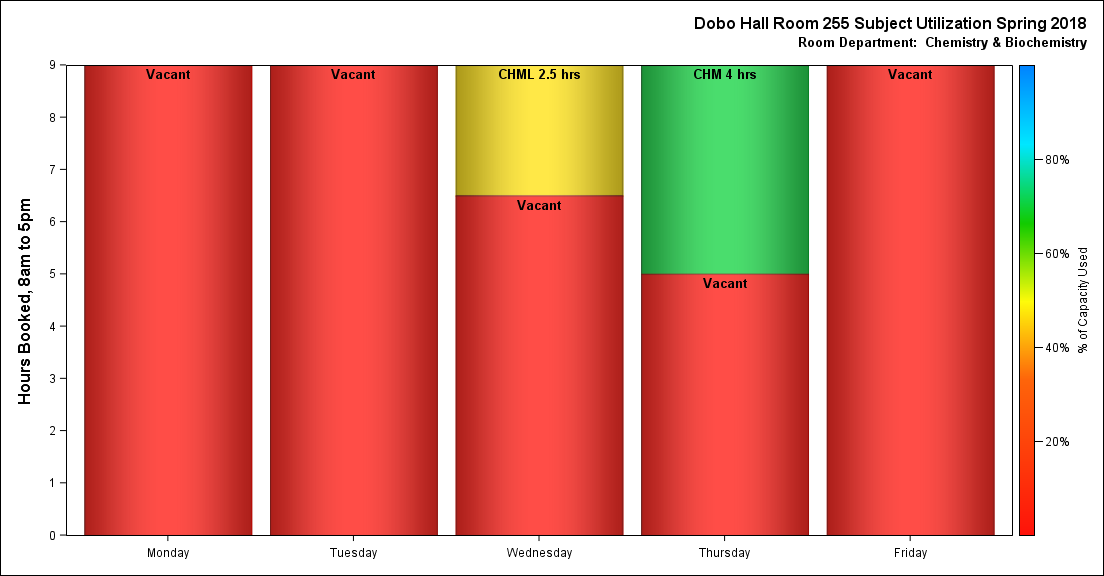 Dobo Hall Room 255 Subject Utilization Spring 2018
Room Department:  Chemistry & Biochemistry
Hours Booked, 8am to 5pm
9
8
7
6
5
4
3
2
1
0
Vacant
Vacant
CHML 2.5 hrs
Vacant
CHM 4 hrs
Vacant
Vacant
Monday
Tuesday
Wednesday
Thursday
Friday
80%
60%
40%
20%
% of Capacity Used